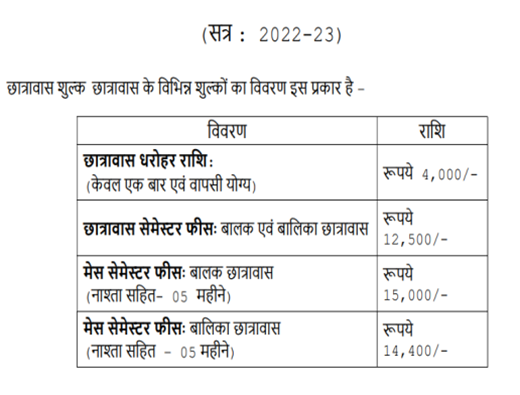 (सत्र : 2022-23)
छात्रावास शुल्क छात्रावास के विभिन्न शुल्कों का विवरण इस प्रकार है -
विवरण राशि
छात्रावास धरोहर राशि:
(केवल एक बार एवं वापसी योग्य)
रूपये 4,000/-
छात्रावास सेमेस्टर फीसः बालक एवं बालिका छात्रावास
रूपये
12,500/-
मेस सेमेस्टर फीसः बालक छात्रावास
(नाश्ता सहित- 05 महीने)
रूपये
15,000/-
मेस सेमेस्टर फीसः बालिका छात्रावास
(नाश्ता सहित - 05 महीने)
रूपये
14,400/-